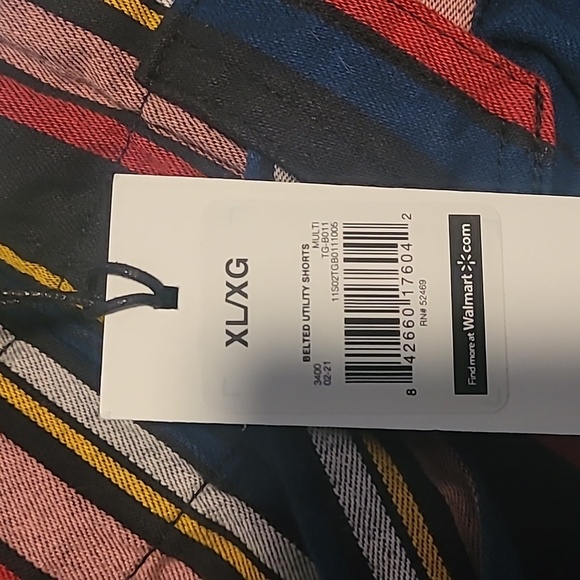 XL/XG
BELTED UTILITY SHORTS
MULTI
3400
TG-B011
02-21
11S02TGB0111005
8 42660 17604 2
RN# 52469
Find more at Walmart.com